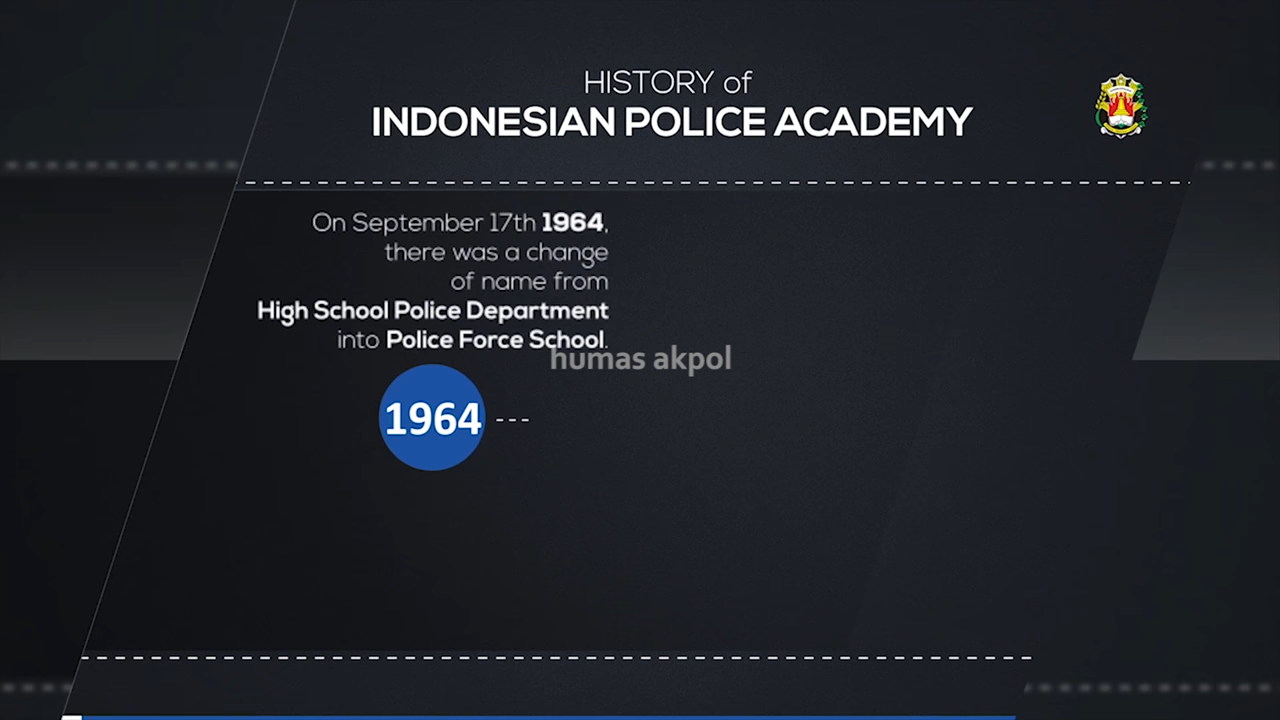 HISTORY of
INDONESIAN POLICE ACADEMY
On September 17th 1964,
there was a change
of name from
High School Police Department
into Police Force School.
humas akpol
1964